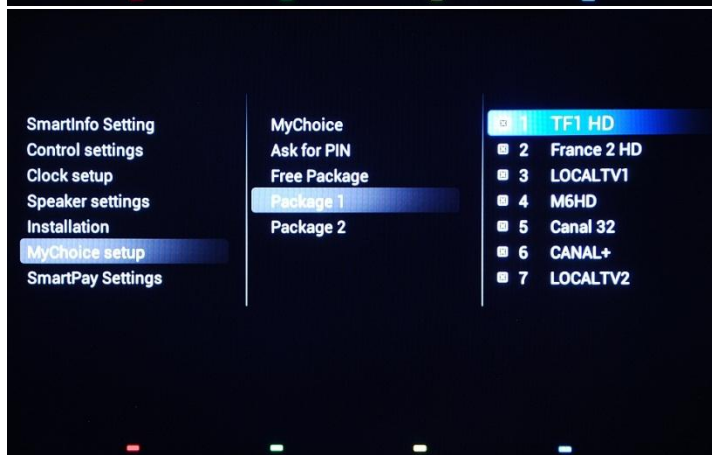 SmartInfo Setting
Control settings
Clock setup
Speaker settings
Installation
MyChoice setup
SmartPay Settings
MyChoice
Ask for PIN
Free Package
Package 1
Package 2
1 TF1 HD
2 France 2 HD
3 LOCALTV1
4 M6HD
5 Canal 32
6 CANAL+
7 LOCALTV2